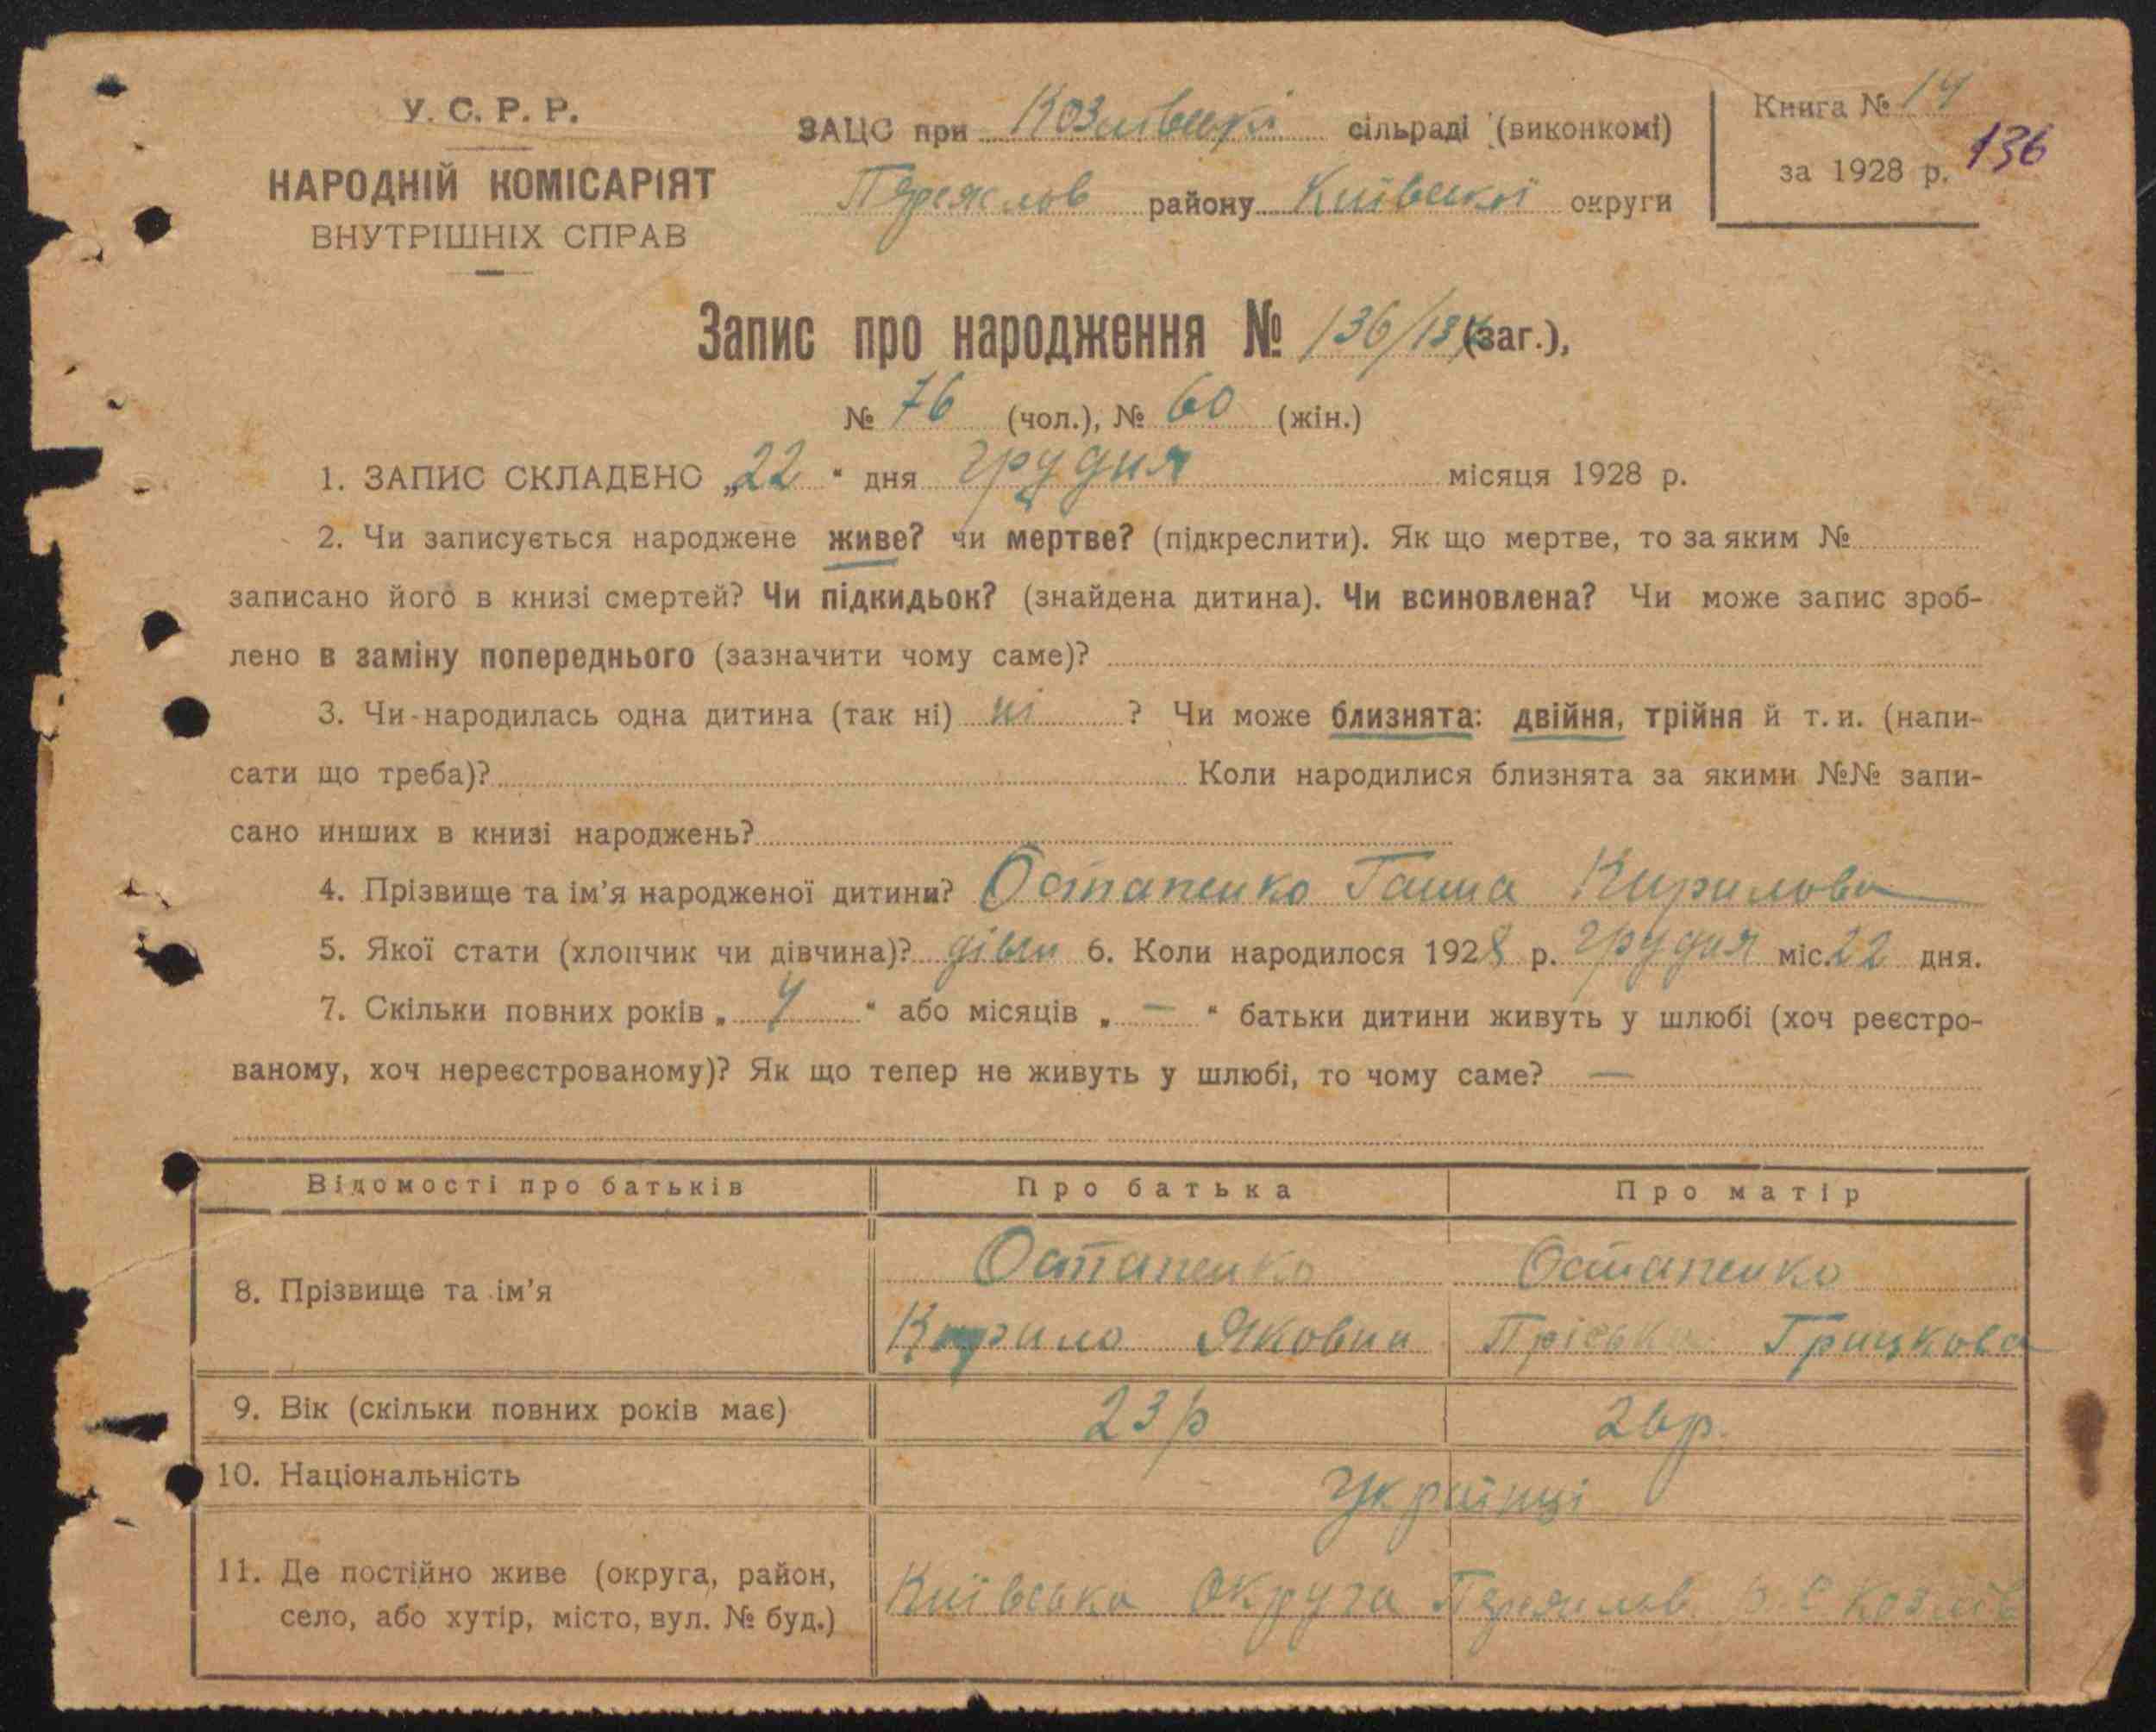 У. С. Р. Р.
НАРОДНІЙ КОМІСАРІЯТ
ВНУТРІШНІХ СПРАВ
ЗАЦС при Козлівській сільраді (виконкомі)
Переяслов району Київської округи
Книга № 14
за 1928 р. 136
Запис про народження № 136/137 (заг.),
№ 76 (чол.), № 60 (жін.)
1. ЗАПИС СКЛАДЕНО „22 “ дня грудня місяця 1928 р.
2. Чи записується народжене живе? чи мертве? (підкреслити). Як що мертве, то за яким №
записано його в книзі смертей? Чи підкидьок? (знайдена дитина). Чи всиновлена? Чи може запис зроб-
лено в заміну попереднього (зазначити чому саме)?
3. Чи народилась одна дитина (так ні) ні ? Чи може близнята: двійня, трійня й т. и. (напи-
сати що треба)? Коли народилися близнята за якими №№ запи-
сано инших в книзі народжень?
4. Прізвище та ім’я народженої дитини? Остапенко Ганна Кирилова
5. Якої стати (хлопчик чи дівчина)? дівч 6. Коли народилося 1928 р. грудня міс. 22 дня.
7. Скільки повних років „ 4 “ або місяців „ — “ батьки дитини живуть у шлюбі (хоч реєстро-
ваному, хоч нереєстрованому)? Як що тепер не живуть у шлюбі, то чому саме? —
Відомості про батьків Про батька Про матір
8. Прізвище та ім’я Остапенко Остапенко
Кирило Якович Пріська Грицкова
9. Вік (скільки повних років має) 23 р 26 р.
10. Національність Українці
11. Де постійно живе (округа, район, Київська округа Переяслов. р. с Козлів
село, або хутір, місто, вул. № буд.)